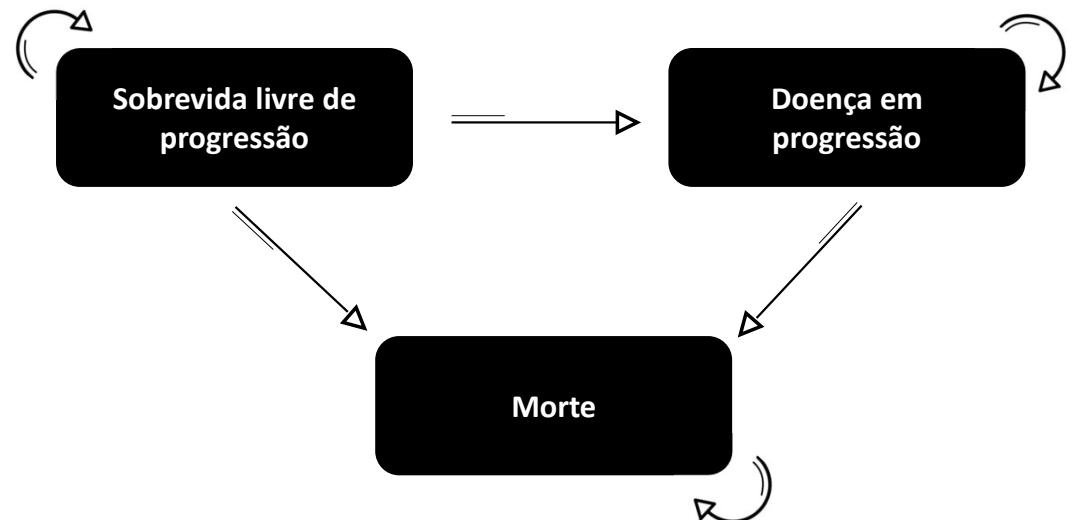 Sobrevida livre de
progressão
Doença em
progressão
Morte